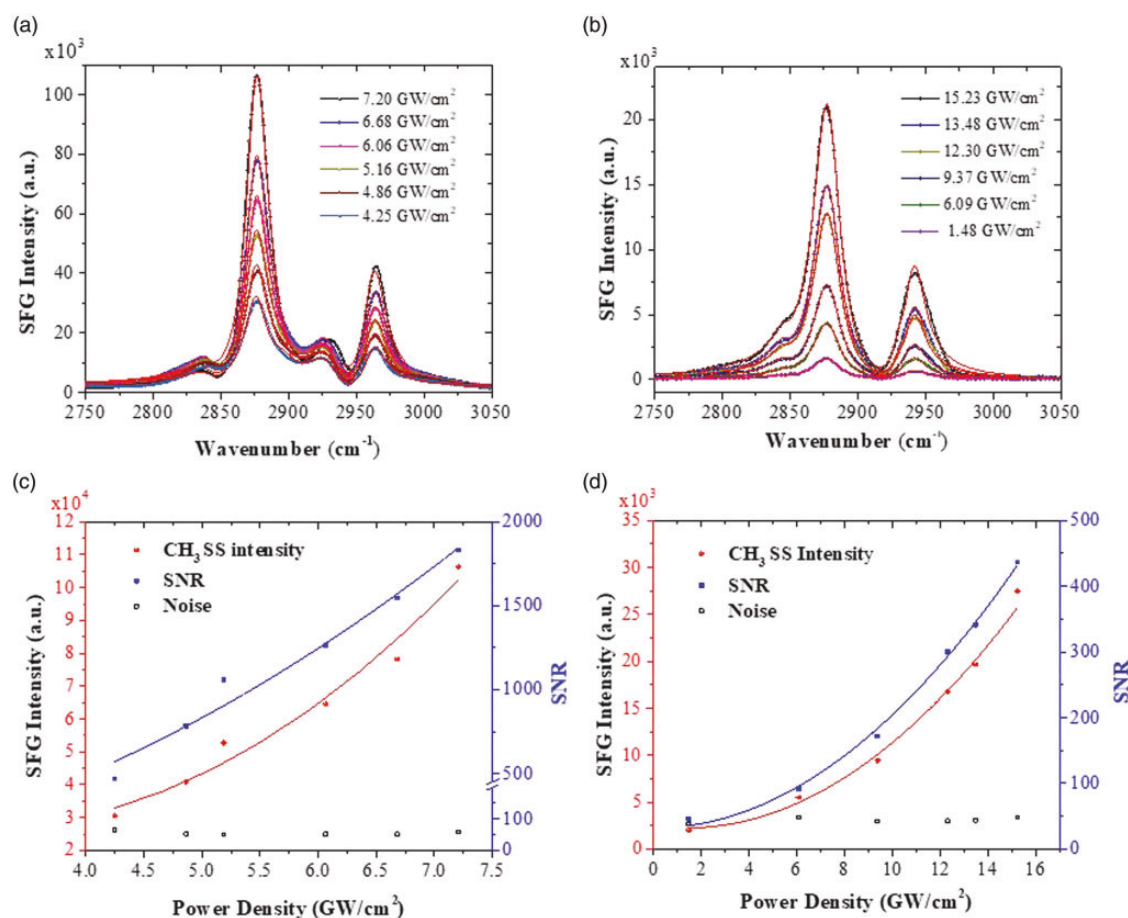 (a)
x10³
100
80
60
40
20
0
SFG Intensity (a.u.)
7.20 GW/cm²
6.68 GW/cm²
6.06 GW/cm²
5.16 GW/cm²
4.86 GW/cm²
4.25 GW/cm²
2750 2800 2850 2900 2950 3000 3050
Wavenumber (cm⁻¹)
(b)
x10³
20
15
10
5
0
SFG Intensity (a.u.)
15.23 GW/cm²
13.48 GW/cm²
12.30 GW/cm²
9.37 GW/cm²
6.09 GW/cm²
1.48 GW/cm²
2750 2800 2850 2900 2950 3000 3050
Wavenumber (cm⁻¹)
(c)
x10⁴
12
11
10
9
8
7
6
5
4
3
2
SFG Intensity (a.u.)
CH₃SS intensity
SNR
Noise
2000
1500
1000
500
100
0
SNR
4.0 4.5 5.0 5.5 6.0 6.5 7.0 7.5
Power Density (GW/cm²)
(d)
x10³
35
30
25
20
15
10
5
0
SFG Intensity (a.u.)
CH₃SS Intensity
SNR
Noise
500
400
300
200
100
0
SNR
0 2 4 6 8 10 12 14 16
Power Density (GW/cm²)